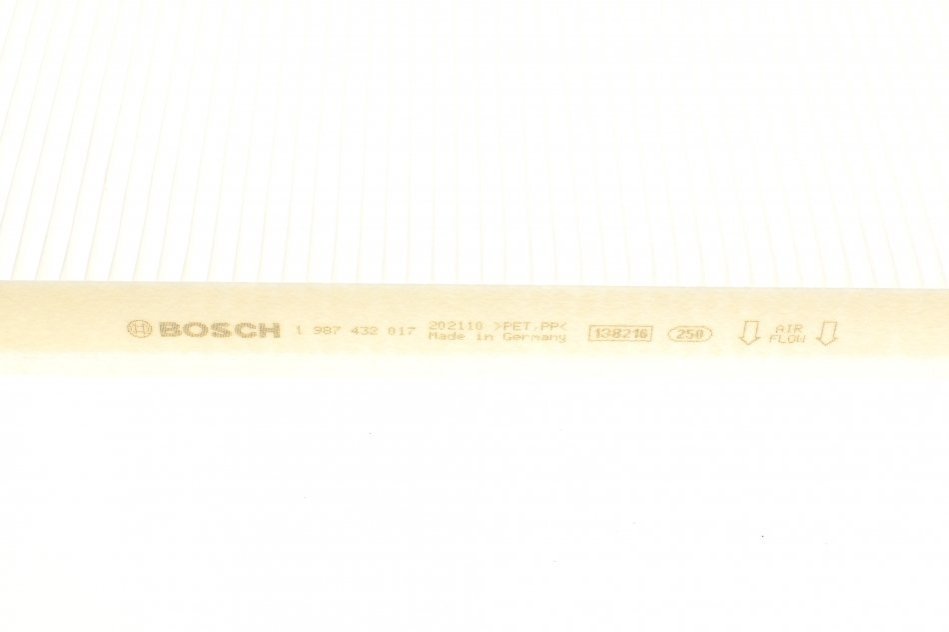 BOSCH 1 987 432 017
202110 >PET,PP<
Made in Germany
138216
250
AIR
FLOW